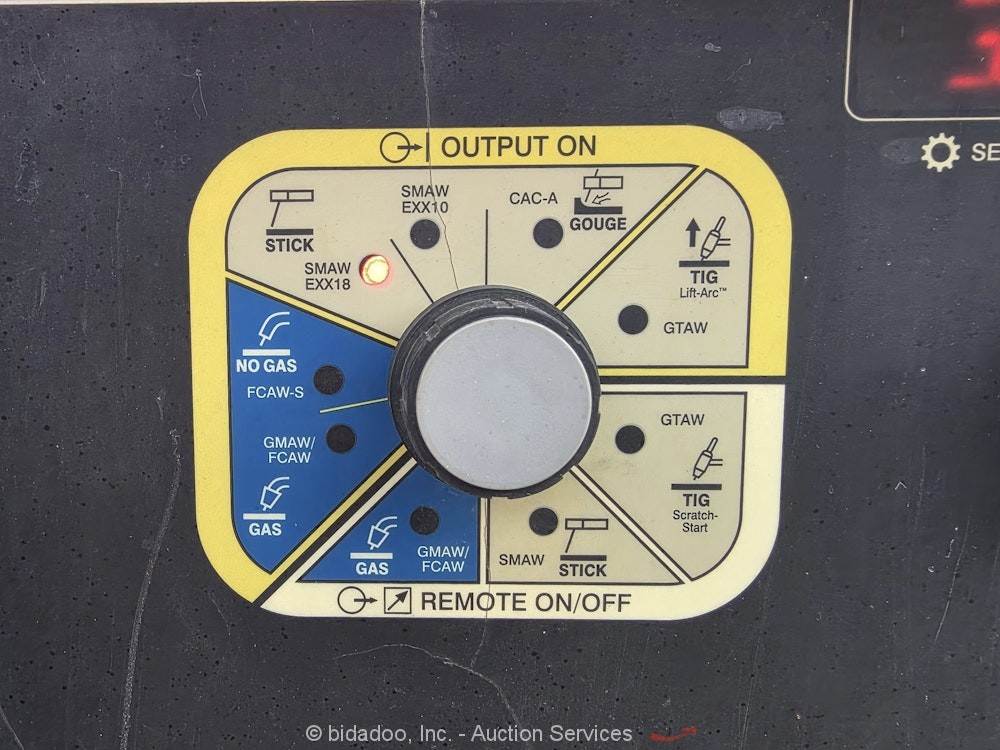 OUTPUT ON
SMAW
EXX10
CAC-A
GOUGE
STICK
SMAW
EXX18
TIG
Lift-Arc™
GTAW
NO GAS
FCAW-S
GMAW/
FCAW
GAS
GTAW
TIG
Scratch-
Start
GAS
GMAW/
FCAW
SMAW
STICK
REMOTE ON/OFF
SE
© bidadoo, Inc. - Auction Services